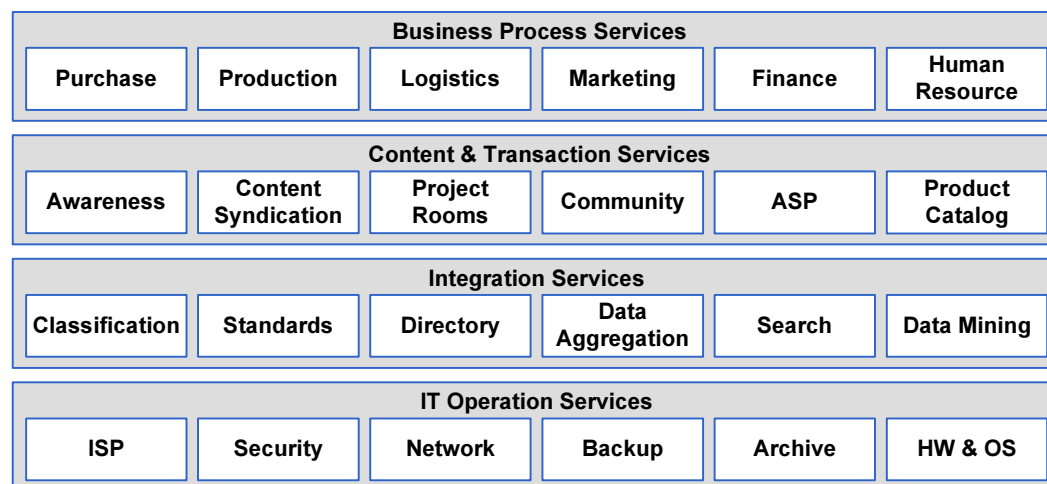 Business Process Services
Purchase
Production
Logistics
Marketing
Finance
Human
Resource
Content & Transaction Services
Awareness
Content
Syndication
Project
Rooms
Community
ASP
Product
Catalog
Integration Services
Classification
Standards
Directory
Data
Aggregation
Search
Data Mining
IT Operation Services
ISP
Security
Network
Backup
Archive
HW & OS